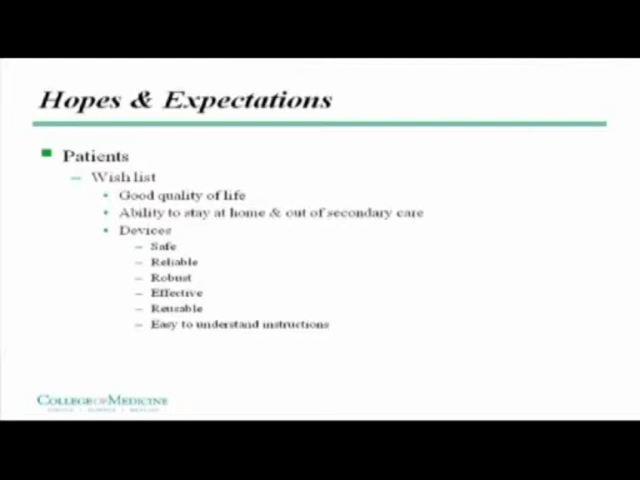 Hopes & Expectations
Patients
– Wish list
• Good quality of life
• Ability to stay at home & out of secondary care
• Devices
– Safe
– Reliable
– Robust
– Effective
– Reusable
– Easy to understand instructions
COLLEGE OF MEDICINE